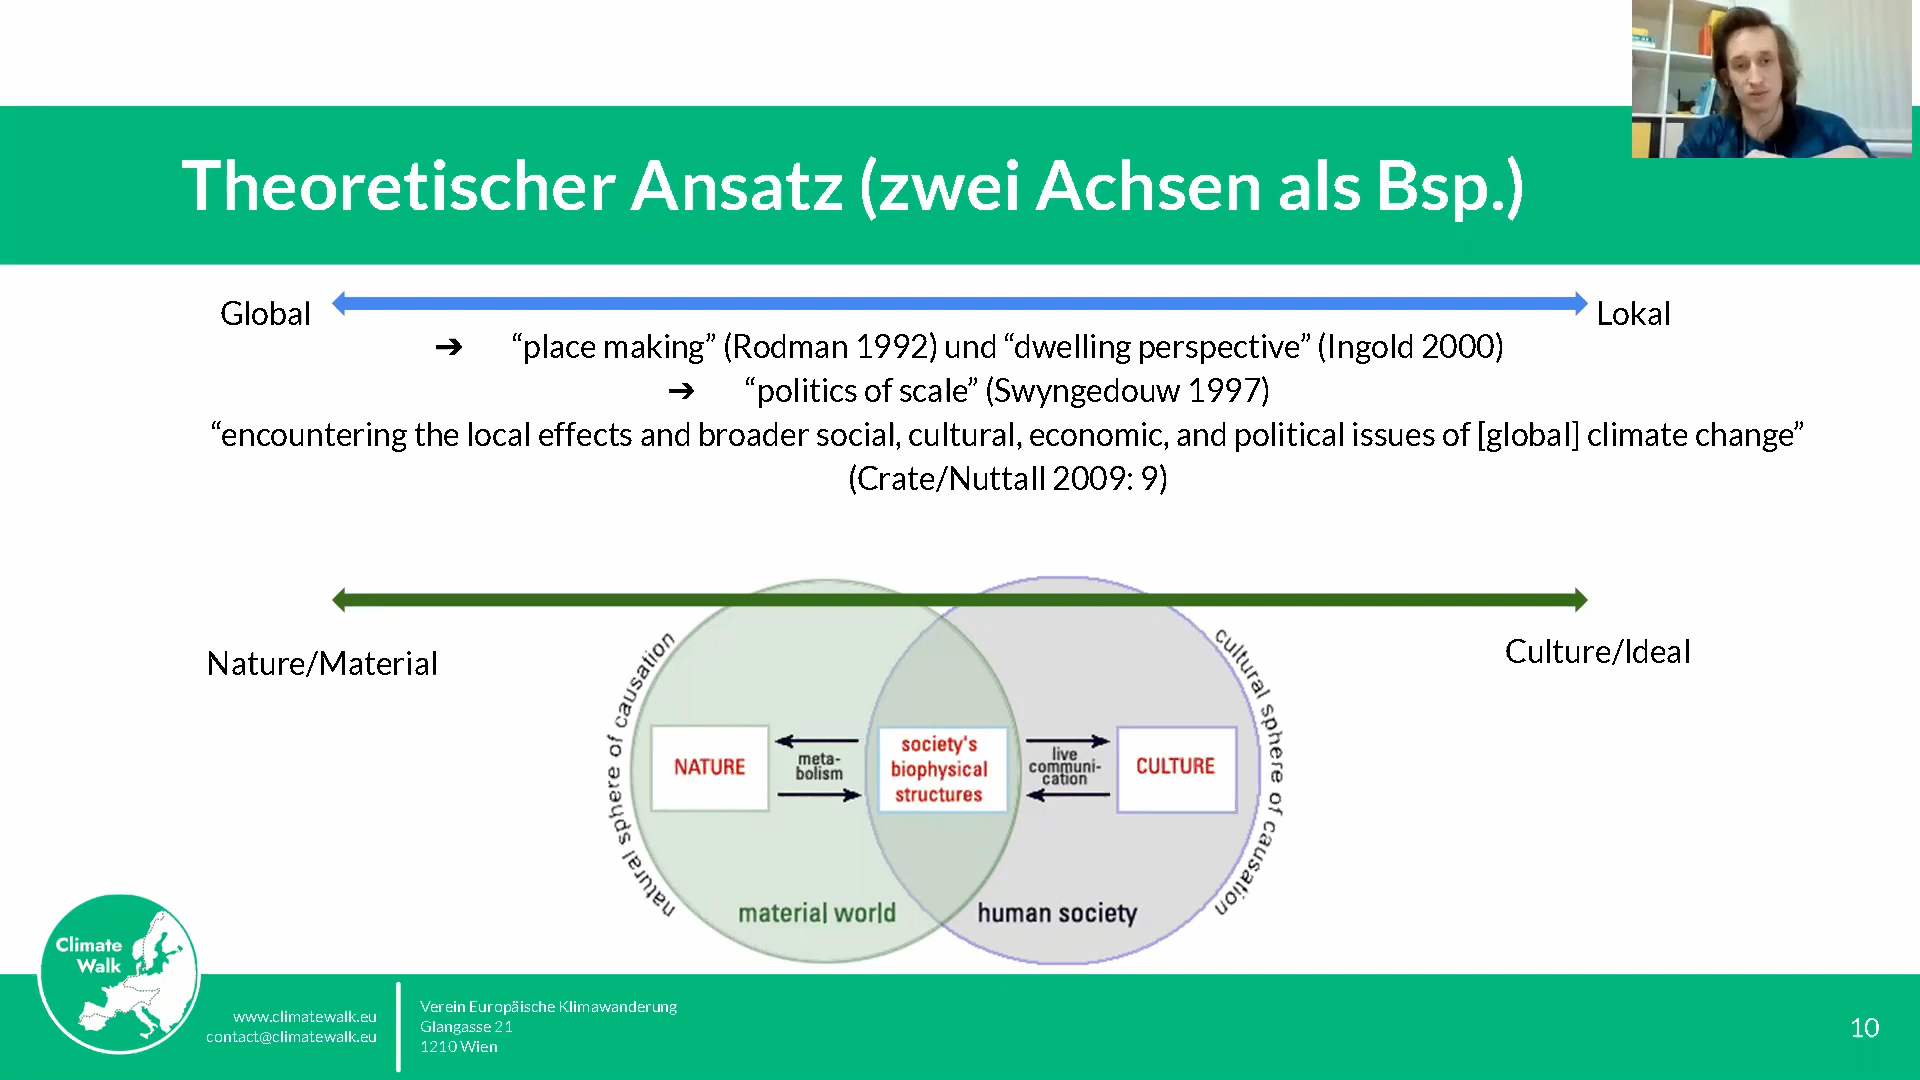 Theoretischer Ansatz (zwei Achsen als Bsp.)
Global
Lokal
➔ “place making” (Rodman 1992) und “dwelling perspective” (Ingold 2000)
➔ “politics of scale” (Swyngedouw 1997)
“encountering the local effects and broader social, cultural, economic, and political issues of [global] climate change”
(Crate/Nuttall 2009: 9)
Nature/Material
Culture/Ideal
natural sphere of causation
cultural sphere of causation
NATURE
meta-
bolism
society's
biophysical
structures
live
communi-
cation
CULTURE
material world
human society
Climate
Walk
www.climatewalk.eu
contact@climatewalk.eu
Verein Europäische Klimawanderung
Glangasse 21
1210 Wien
10